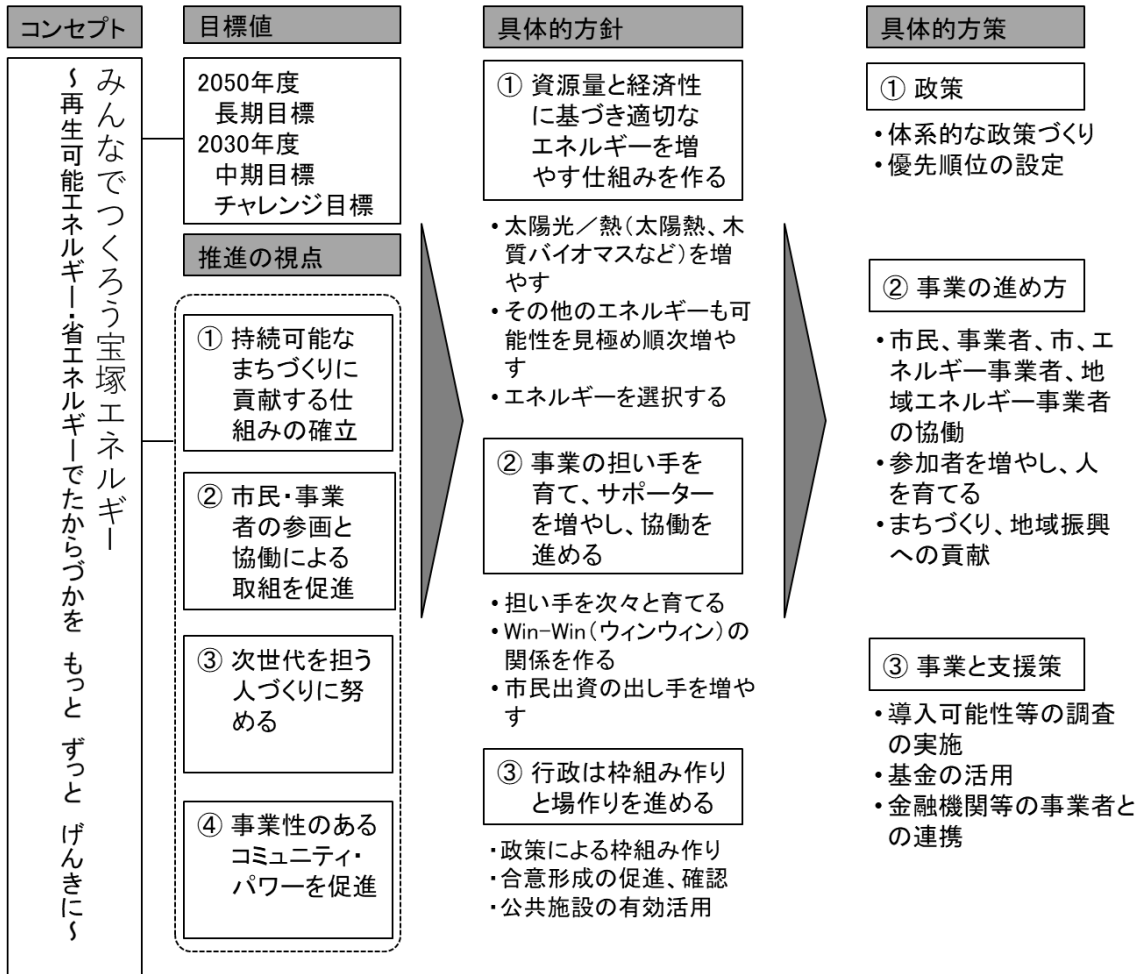 コンセプト
みんなでつくろう宝塚エネルギー
～再生可能エネルギー・省エネルギーでたからづかを もっと ずっと げんきに～
目標値
2050年度
長期目標
2030年度
中期目標
チャレンジ目標
推進の視点
① 持続可能な
まちづくりに
貢献する仕
組みの確立
② 市民・事業
者の参画と
協働による
取組を促進
③ 次世代を担う
人づくりに努
める
④ 事業性のある
コミュニティ・
パワーを促進
具体的方針
① 資源量と経済性
に基づき適切な
エネルギーを増
やす仕組みを作る
・太陽光／熱（太陽熱、木
質バイオマスなど）を増
やす
・その他のエネルギーも可
能性を見極め順次増や
す
・エネルギーを選択する
② 事業の担い手を
育て、サポーター
を増やし、協働を
進める
・担い手を次々と育てる
・Win-Win（ウィンウィン）の
関係を作る
・市民出資の出し手を増や
す
③ 行政は枠組み作り
と場作りを進める
・政策による枠組み作り
・合意形成の促進、確認
・公共施設の有効活用
具体的方策
① 政策
・体系的な政策づくり
・優先順位の設定
② 事業の進め方
・市民、事業者、市、エ
ネルギー事業者、地
域エネルギー事業者
の協働
・参加者を増やし、人
を育てる
・まちづくり、地域振興
への貢献
③ 事業と支援策
・導入可能性等の調査
の実施
・基金の活用
・金融機関等の事業者と
の連携